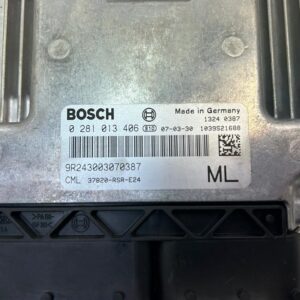 BOSCH Made in Germany
1324 0387
0 281 013 406 B12 07-03-30 1039S21688
9R243003070387
CML 37820-RSR-E24 ML